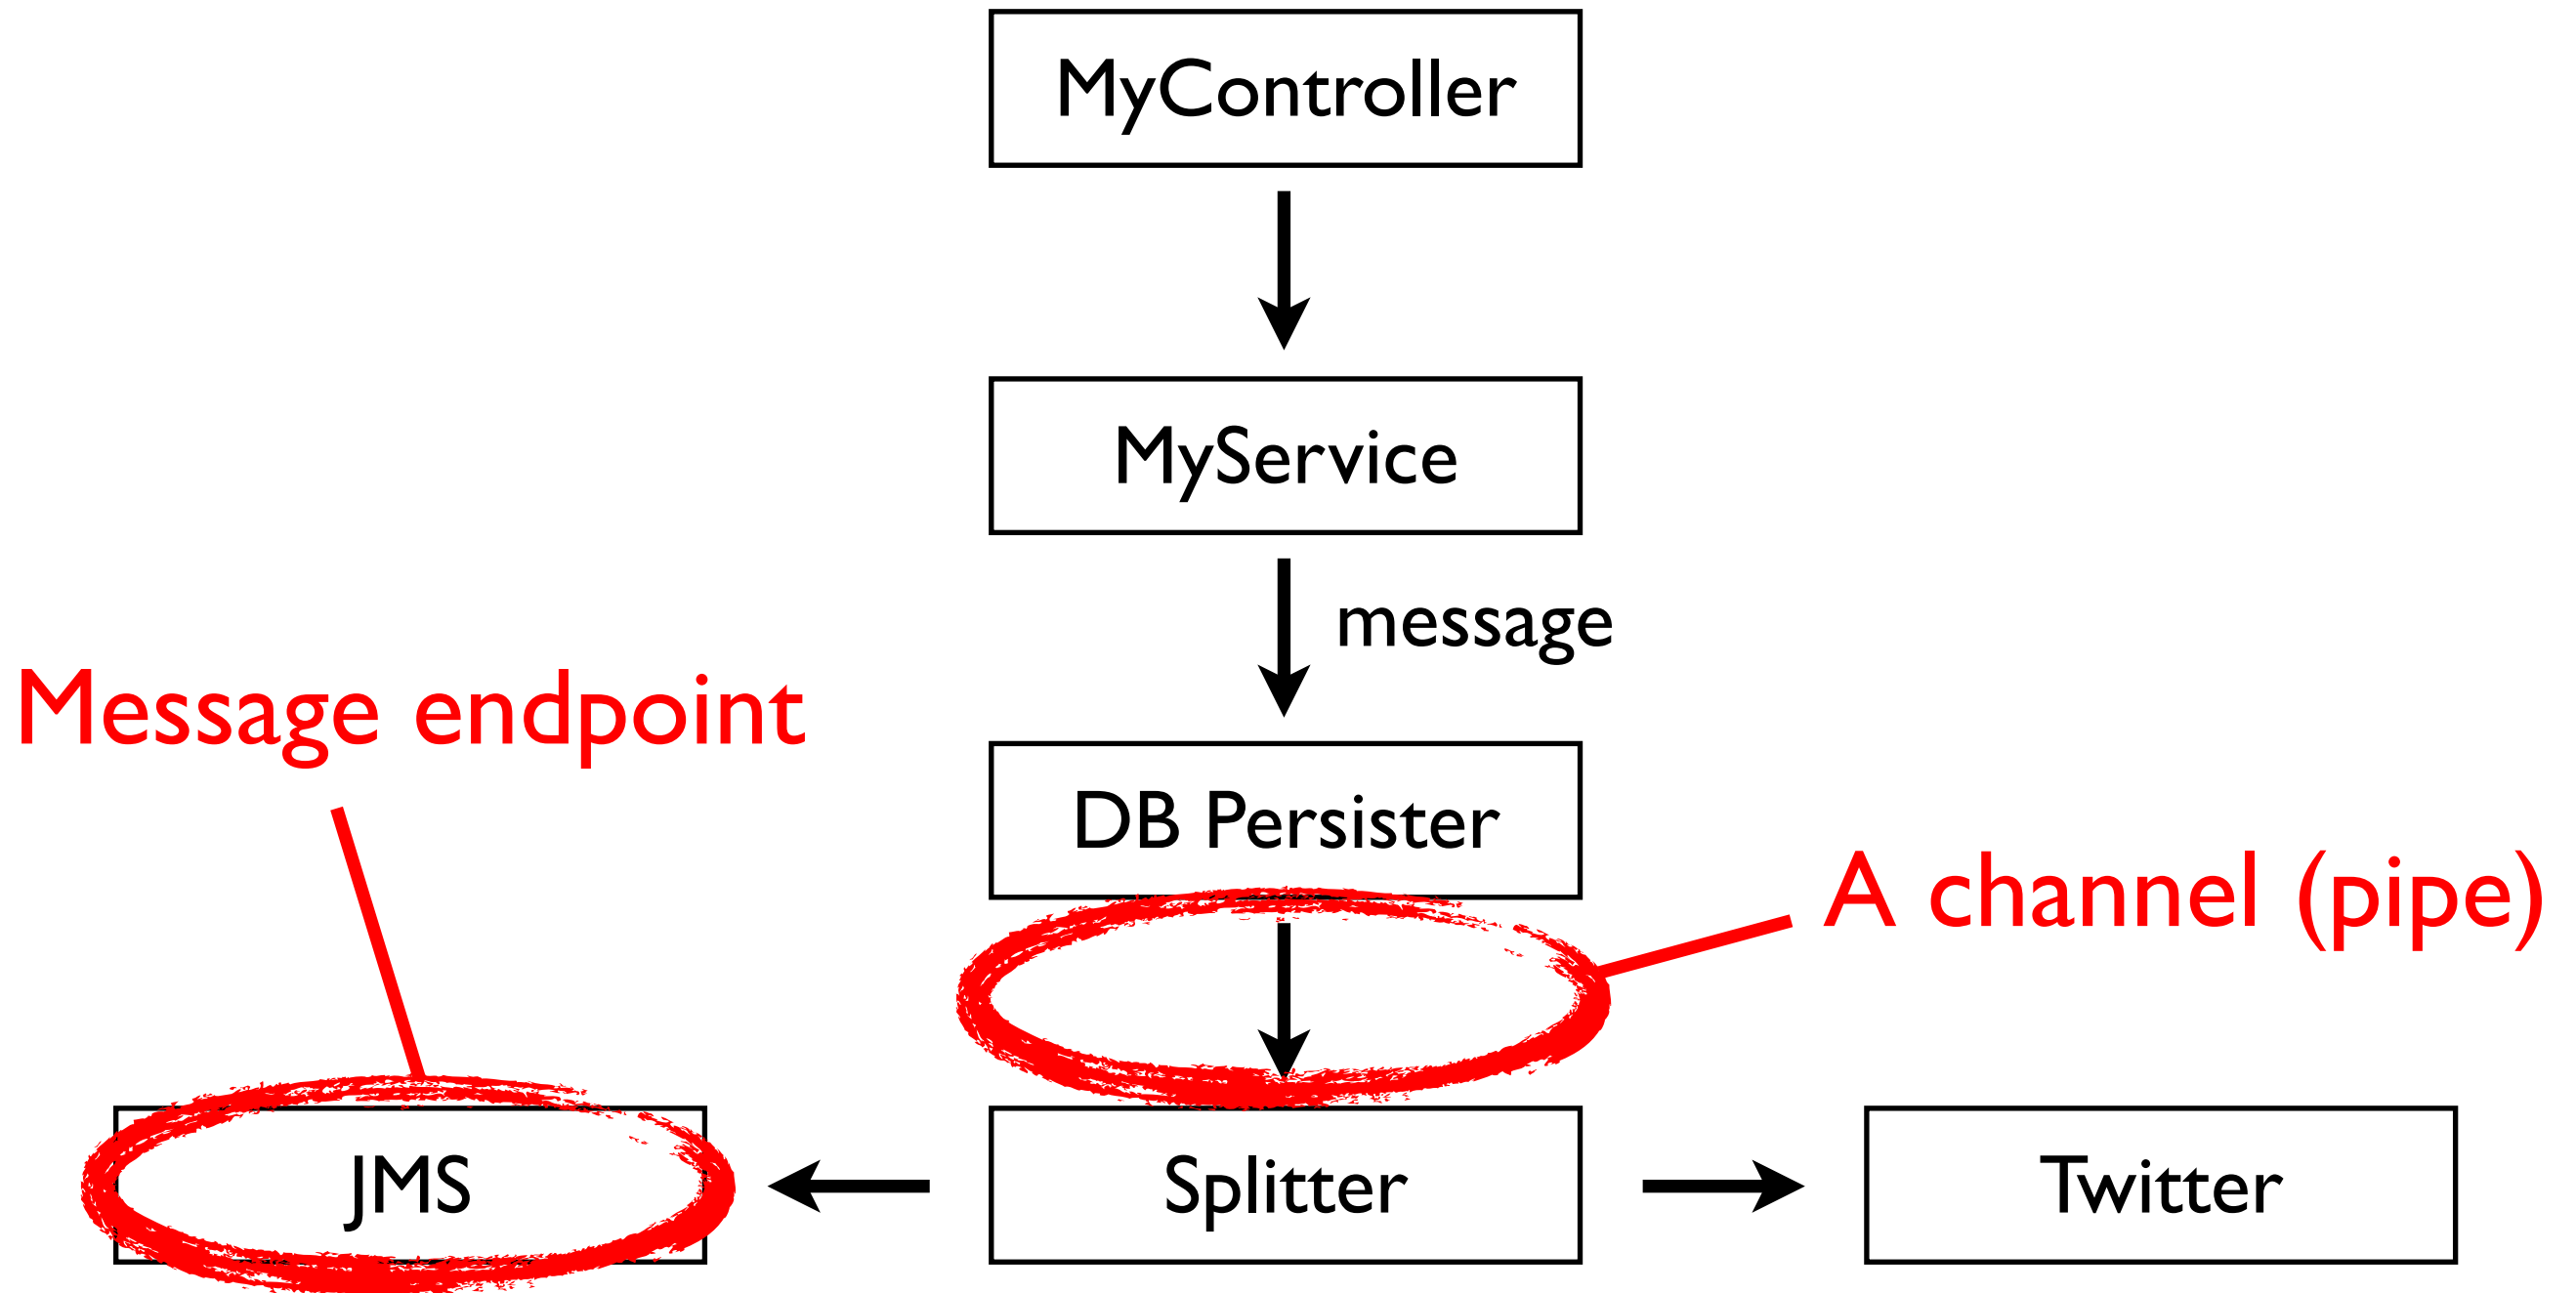 MyController
MyService
message
Message endpoint
DB Persister
A channel (pipe)
JMS
Splitter
Twitter